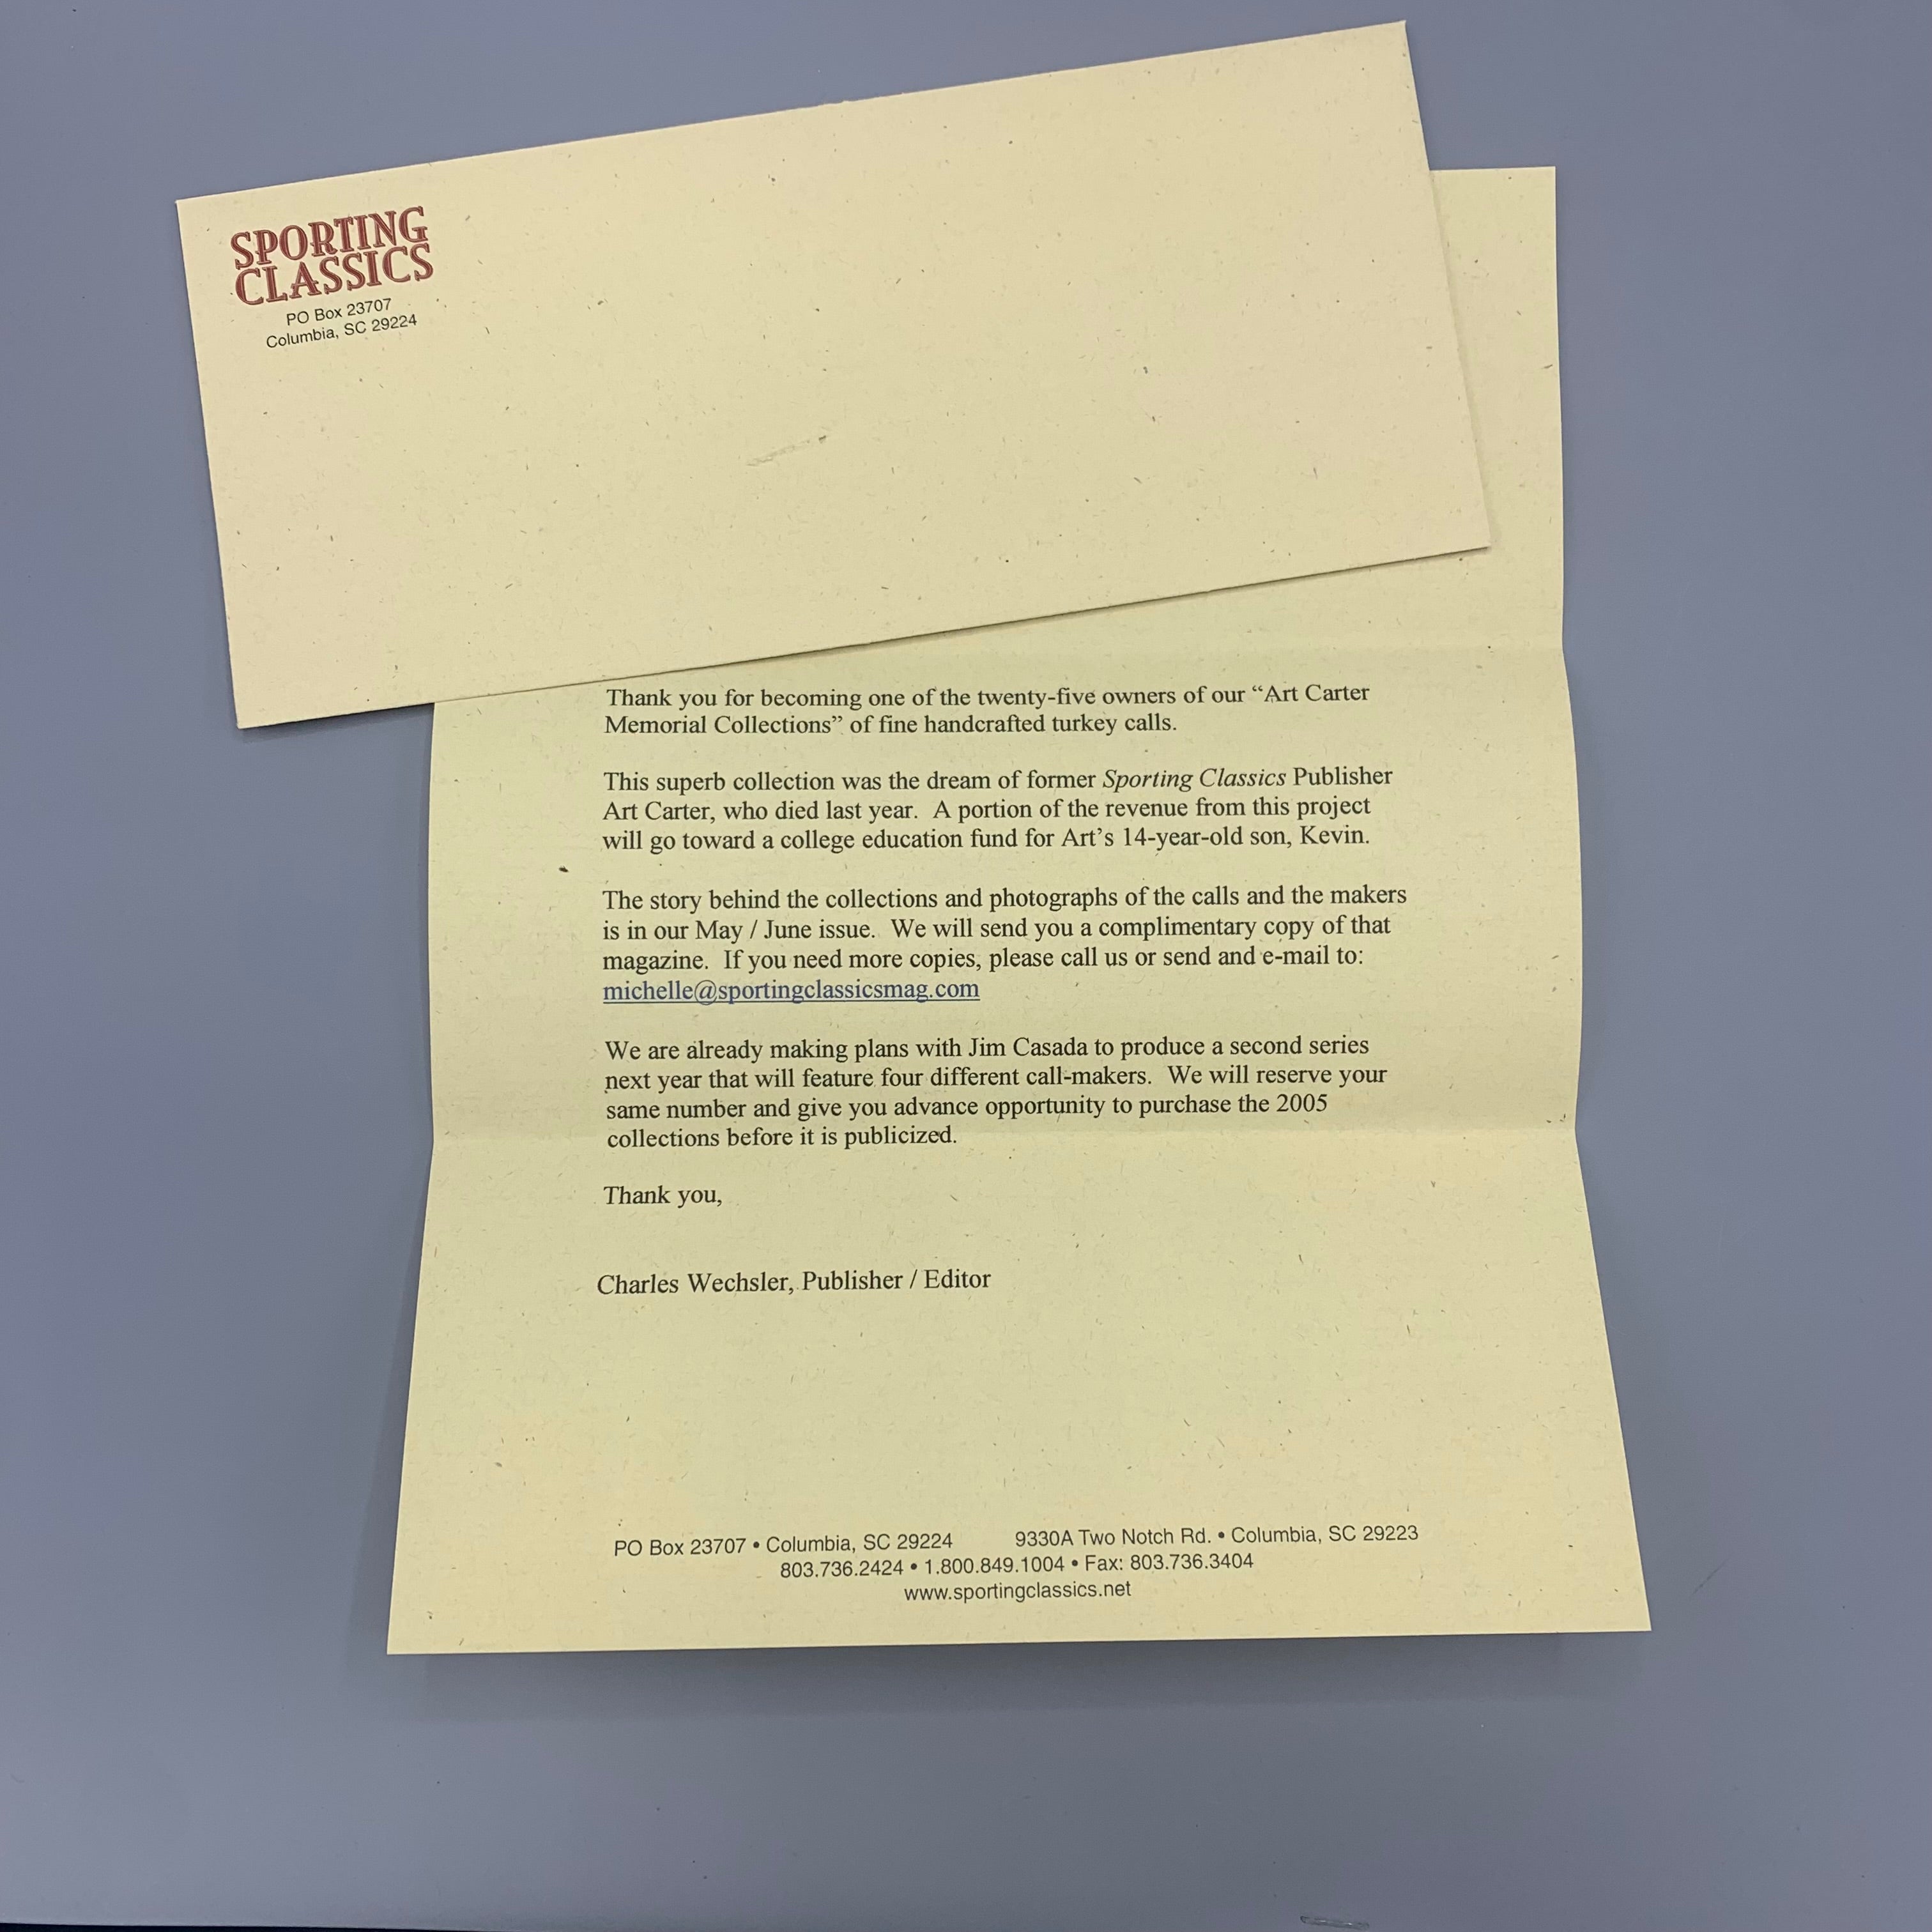 SPORTING
CLASSICS
PO Box 23707
Columbia, SC 29224
Thank you for becoming one of the twenty-five owners of our “Art Carter
Memorial Collections” of fine handcrafted turkey calls.
This superb collection was the dream of former Sporting Classics Publisher
Art Carter, who died last year. A portion of the revenue from this project
will go toward a college education fund for Art’s 14-year-old son, Kevin.
The story behind the collections and photographs of the calls and the makers
is in our May / June issue. We will send you a complimentary copy of that
magazine. If you need more copies, please call us or send and e-mail to:
michelle@sportingclassicsmag.com
We are already making plans with Jim Casada to produce a second series
next year that will feature four different call-makers. We will reserve your
same number and give you advance opportunity to purchase the 2005
collections before it is publicized.
Thank you,
Charles Wechsler, Publisher / Editor
PO Box 23707 • Columbia, SC 29224 9330A Two Notch Rd. • Columbia, SC 29223
803.736.2424 • 1.800.849.1004 • Fax: 803.736.3404
www.sportingclassics.net